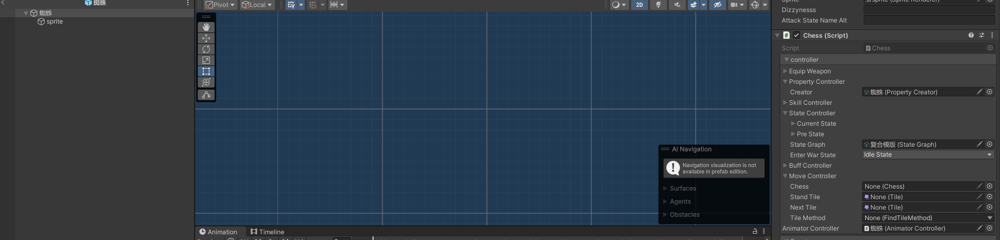 蜘蛛
蜘蛛
sprite
Pivot
Local
2D
AI Navigation
Navigation visualization is not
available in prefab edition.
Surfaces
Agents
Obstacles
Animation
Timeline
Sprite
sprite (Sprite Renderer)
Dizzynesss
Attack State Name Alt
Chess (Script)
Script
Chess
controller
Equip Weapon
Property Controller
Creator
蜘蛛 (Property Creator)
Skill Controller
State Controller
Current State
Pre State
State Graph
复合模版 (State Graph)
Enter War State
Idle State
Buff Controller
Move Controller
Chess
None (Chess)
Stand Tile
None (Tile)
Next Tile
None (Tile)
Tile Method
None (FindTileMethod)
Animator Controller
蜘蛛 (Animator Controller)